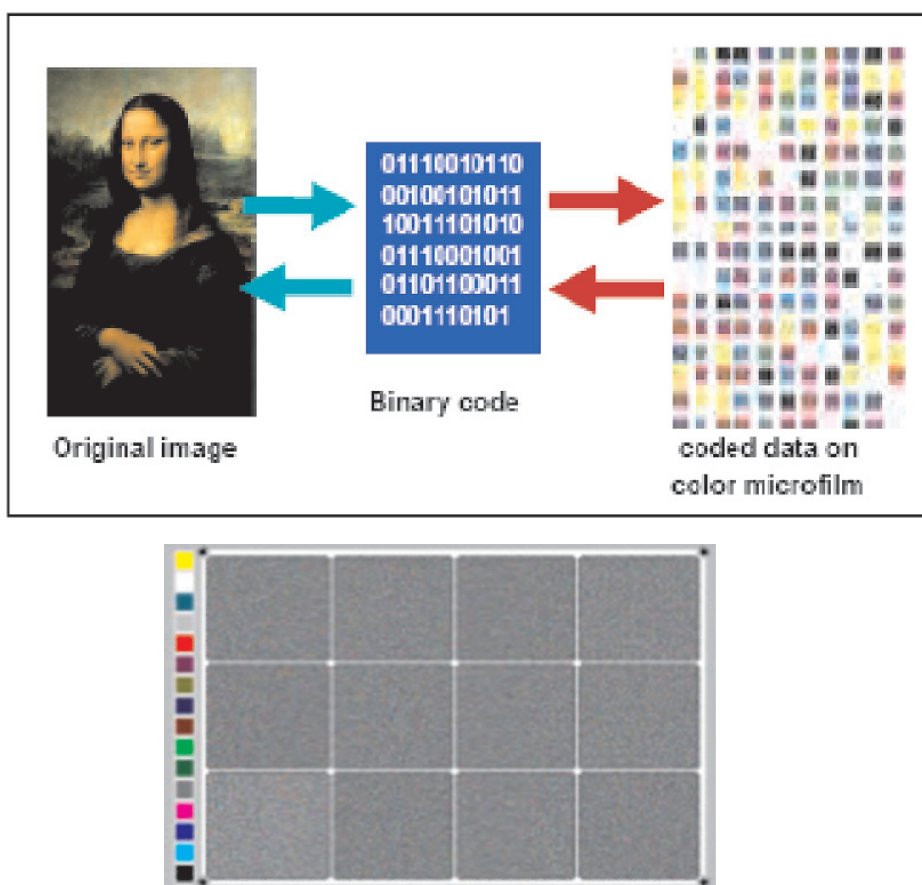 01110010110
00100101011
10011101010
01110001001
01101100011
0001110101
Binary code
Original image
coded data on
color microfilm